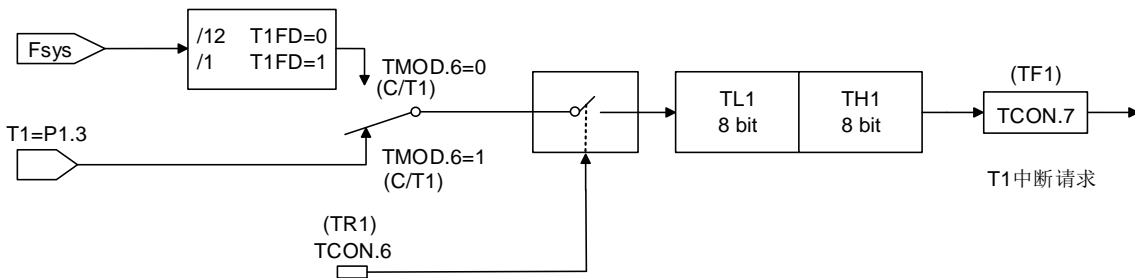 Fsys
/12 T1FD=0
/1 T1FD=1
TMOD.6=0
(C/T1)
T1=P1.3
TMOD.6=1
(C/T1)
(TR1)
TCON.6
TL1
8 bit
TH1
8 bit
(TF1)
TCON.7
T1中断请求